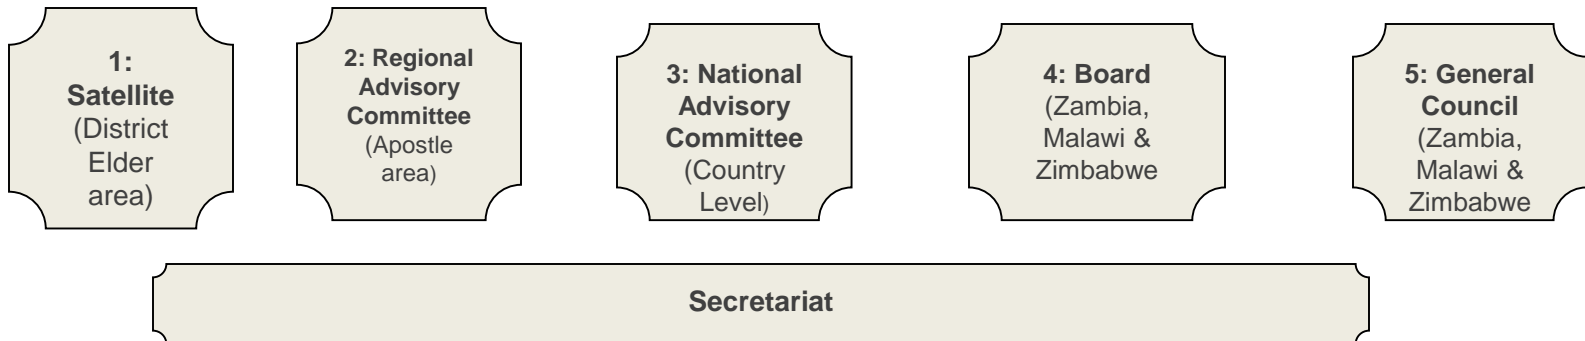 1:
Satellite
(District
Elder
area)
2: Regional
Advisory
Committee
(Apostle
area)
3: National
Advisory
Committee
(Country
Level)
4: Board
(Zambia,
Malawi &
Zimbabwe
5: General
Council
(Zambia,
Malawi &
Zimbabwe
Secretariat